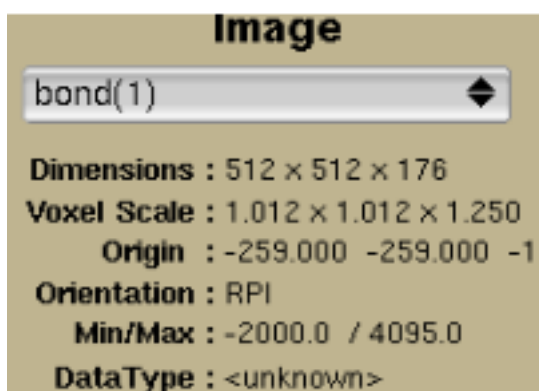 Image
bond(1)
Dimensions : 512 × 512 × 176
Voxel Scale : 1.012 × 1.012 × 1.250
Origin : -259.000 -259.000 -1
Orientation : RPI
Min/Max : -2000.0 / 4095.0
DataType : <unknown>